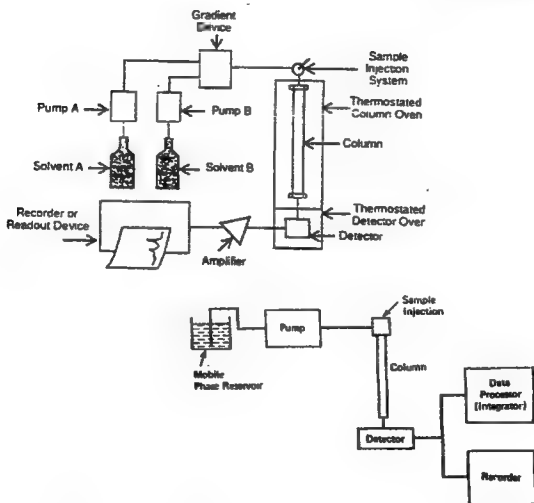 Gradient
Device
Sample
Injection
System
Pump A
Pump B
Thermostated
Column Oven
Column
Solvent A
Solvent B
Thermostated
Detector Over
Detector
Recorder or
Readout Device
Amplifier
Sample
Injection
Pump
Mobile
Phase Reservoir
Column
Data
Processor
(Integrator)
Detector
Recorder